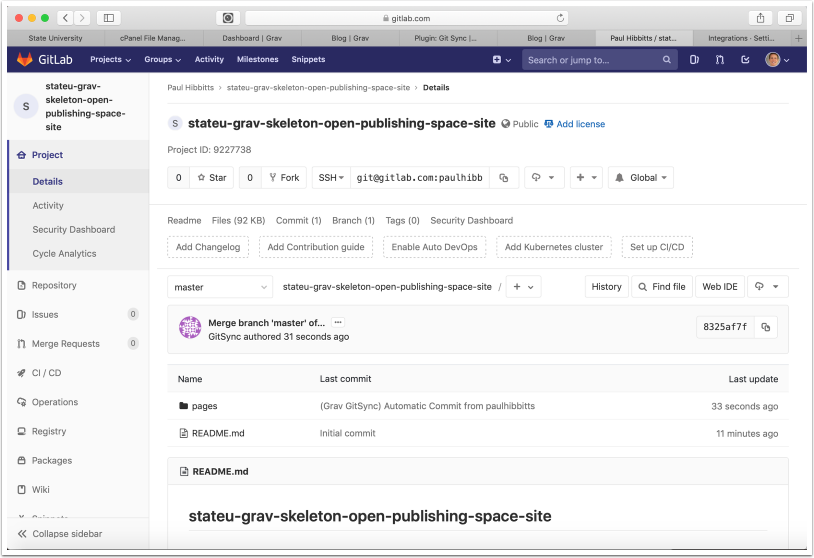 gitlab.com
State University
cPanel File Manag...
Dashboard | Grav
Blog | Grav
Plugin: Git Sync |...
Blog | Grav
Paul Hibbitts / stat...
Integrations · Setti...
GitLab
Projects
Groups
Activity
Milestones
Snippets
Search or jump to...
S
stateu-grav-
skeleton-open-
publishing-space-
site
Project
Details
Activity
Security Dashboard
Cycle Analytics
Repository
Issues 0
Merge Requests 0
CI / CD
Operations
Registry
Packages
Wiki
Collapse sidebar
Paul Hibbitts › stateu-grav-skeleton-open-publishing-space-site › Details
S stateu-grav-skeleton-open-publishing-space-site Public Add license
Project ID: 9227738
0 Star 0 Fork SSH git@gitlab.com:paulhibb Global
Readme Files (92 KB) Commit (1) Branch (1) Tags (0) Security Dashboard
Add Changelog Add Contribution guide Enable Auto DevOps Add Kubernetes cluster Set up CI/CD
master stateu-grav-skeleton-open-publishing-space-site / + History Find file Web IDE
Merge branch 'master' of... ...
GitSync authored 31 seconds ago
8325af7f
Name Last commit Last update
pages (Grav GitSync) Automatic Commit from paulhibbitts 33 seconds ago
README.md Initial commit 11 minutes ago
README.md
stateu-grav-skeleton-open-publishing-space-site